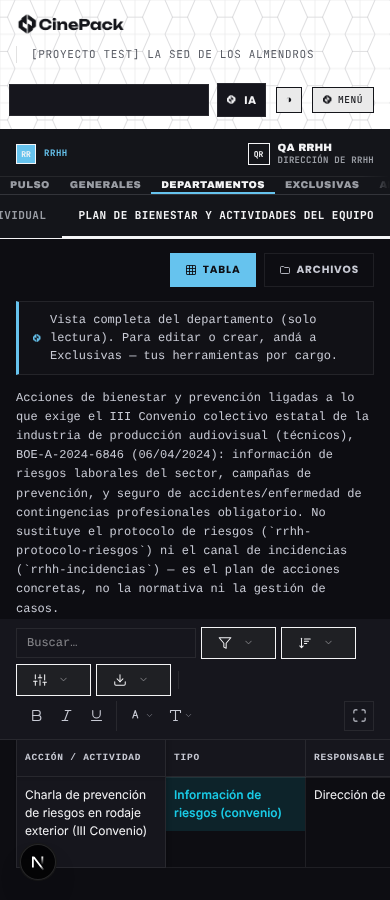 CinePack
[PROYECTO TEST] LA SED DE LOS ALMENDROS
IA
MENÚ
RR
RRHH
QR
QA RRHH
DIRECCIÓN DE RRHH
PULSO GENERALES DEPARTAMENTOS EXCLUSIVAS A
IVIDUAL PLAN DE BIENESTAR Y ACTIVIDADES DEL EQUIPO
TABLA ARCHIVOS
Vista completa del departamento (solo
lectura). Para editar o crear, andá a
Exclusivas — tus herramientas por cargo.
Acciones de bienestar y prevención ligadas a lo
que exige el III Convenio colectivo estatal de la
industria de producción audiovisual (técnicos),
BOE-A-2024-6846 (06/04/2024): información de
riesgos laborales del sector, campañas de
prevención, y seguro de accidentes/enfermedad de
contingencias profesionales obligatorio. No
sustituye el protocolo de riesgos (`rrhh-
protocolo-riesgos`) ni el canal de incidencias
(`rrhh-incidencias`) — es el plan de acciones
concretas, no la normativa ni la gestión de
casos.
Buscar…
B I U A T
ACCIÓN / ACTIVIDAD TIPO RESPONSABLE
Charla de prevención
de riesgos en rodaje
exterior (III Convenio)
Información de
riesgos (convenio)
Dirección de
N